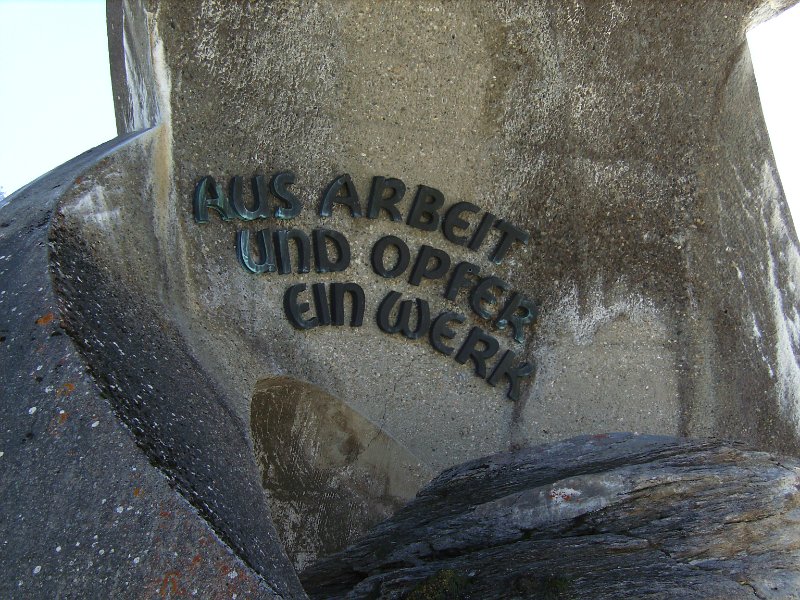 AUS ARBEIT
UND OPFER
EIN WERK